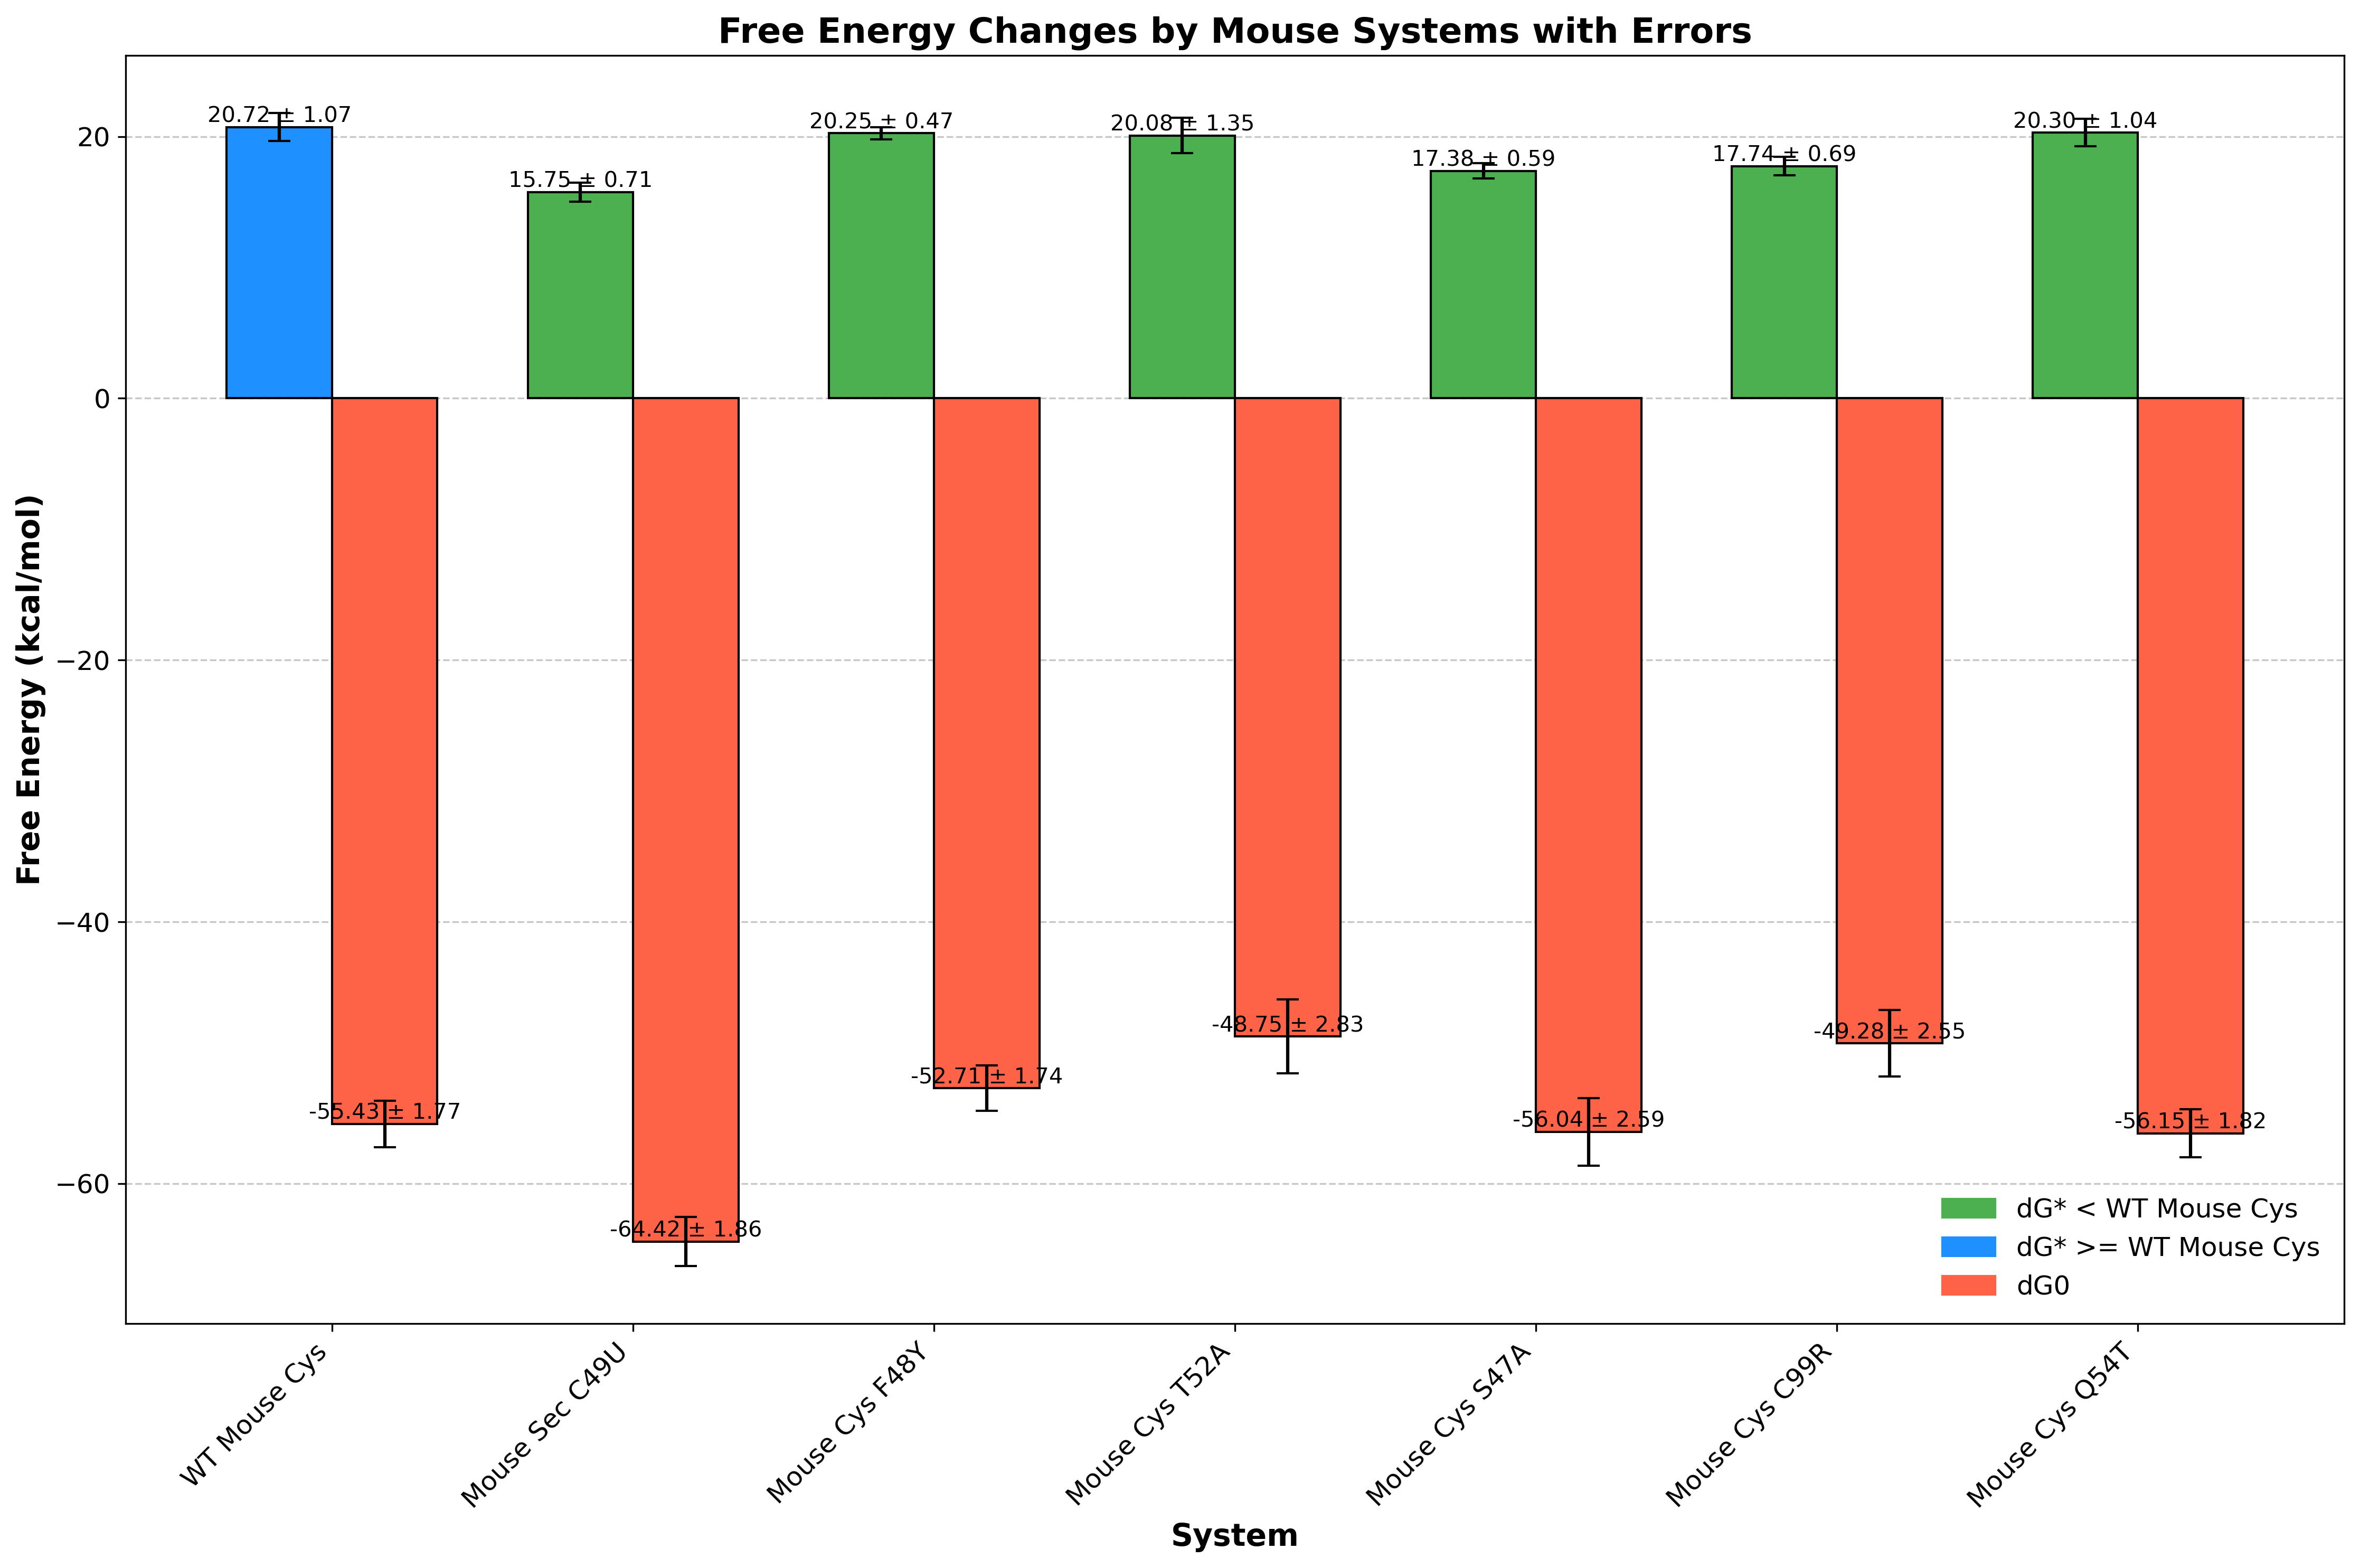 Free Energy Changes by Mouse Systems with Errors
Free Energy (kcal/mol)
20
0
−20
−40
−60
20.72 ± 1.07
15.75 ± 0.71
20.25 ± 0.47
20.08 ± 1.35
17.38 ± 0.59
17.74 ± 0.69
20.30 ± 1.04
-55.43 ± 1.77
-64.42 ± 1.86
-52.71 ± 1.74
-48.75 ± 2.83
-56.04 ± 2.59
-49.28 ± 2.55
-56.15 ± 1.82
dG* < WT Mouse Cys
dG* >= WT Mouse Cys
dG0
WT Mouse Cys
Mouse Sec C49U
Mouse Cys F48Y
Mouse Cys T52A
Mouse Cys S47A
Mouse Cys C99R
Mouse Cys Q54T
System